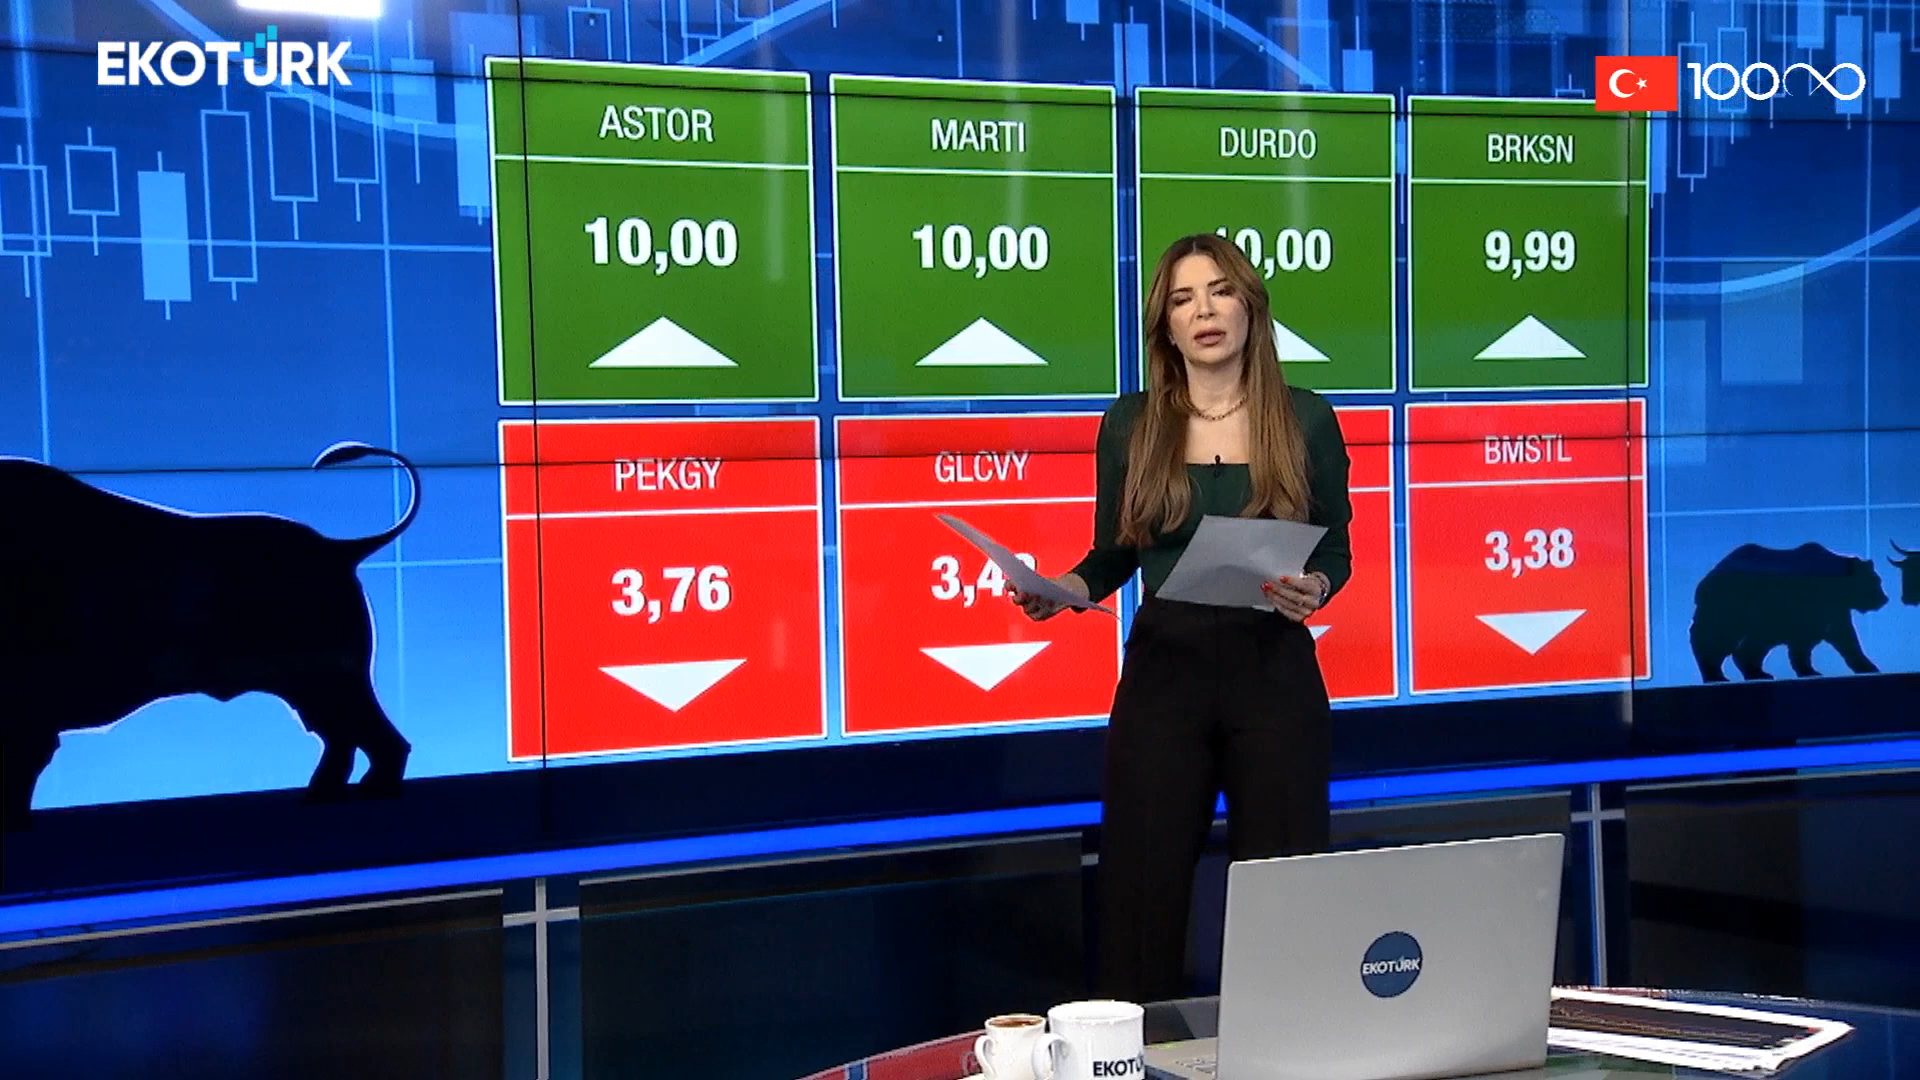 EKOTÜRK
100
ASTOR
MARTI
DURDO
BRKSN
10,00
10,00
9,99
PEKGY
GLCVY
BMSTL
3,76
3,38
EKOTÜRK